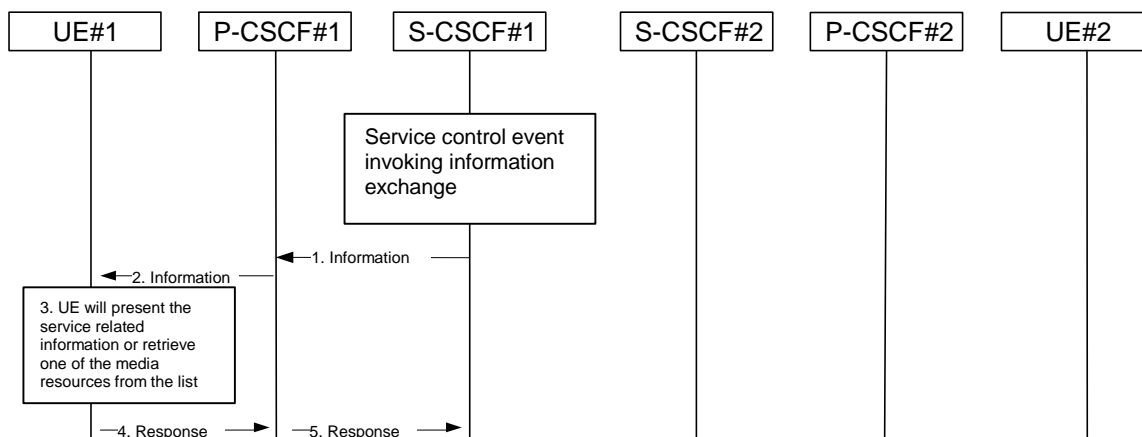 UE#1
P-CSCF#1
S-CSCF#1
S-CSCF#2
P-CSCF#2
UE#2
Service control event
invoking information
exchange
1. Information
2. Information
3. UE will present the
service related
information or retrieve
one of the media
resources from the list
4. Response
5. Response